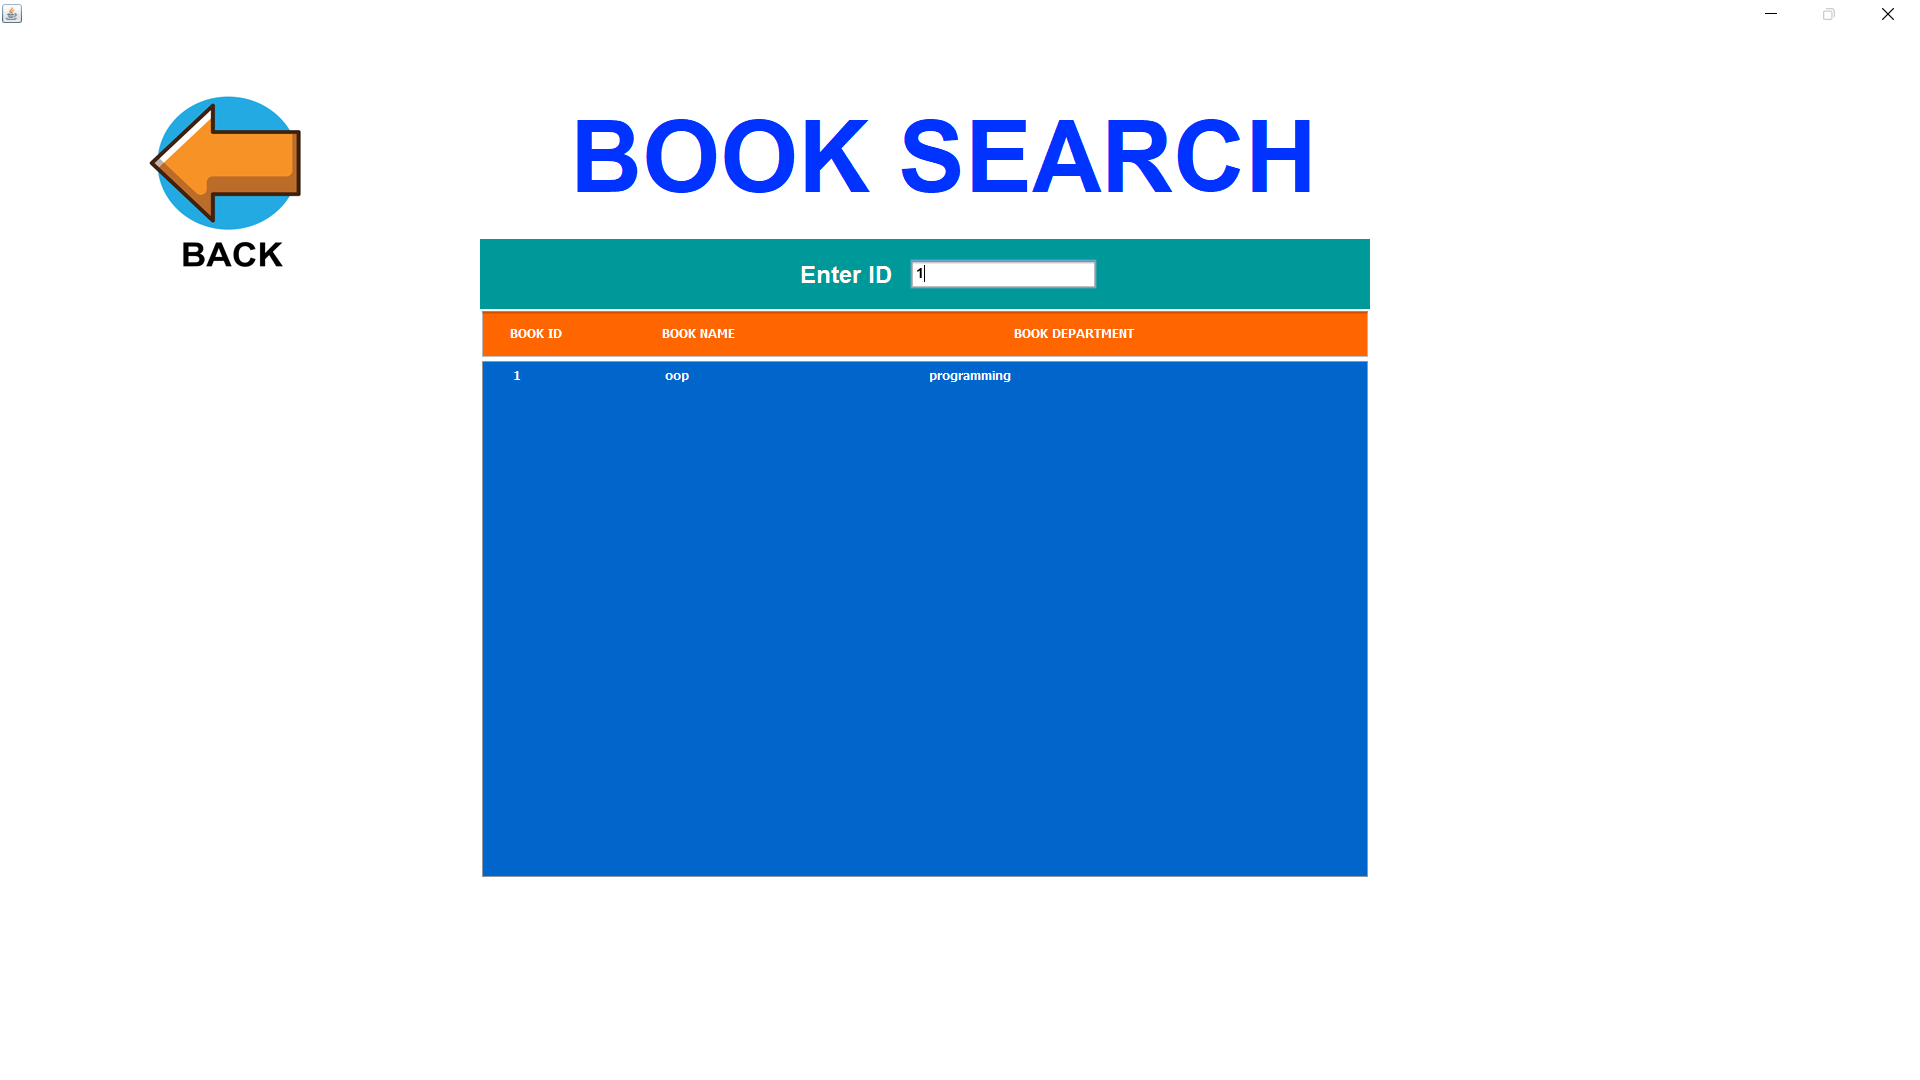 BOOK SEARCH
BACK
Enter ID 1
BOOK ID BOOK NAME BOOK DEPARTMENT
1 oop programming